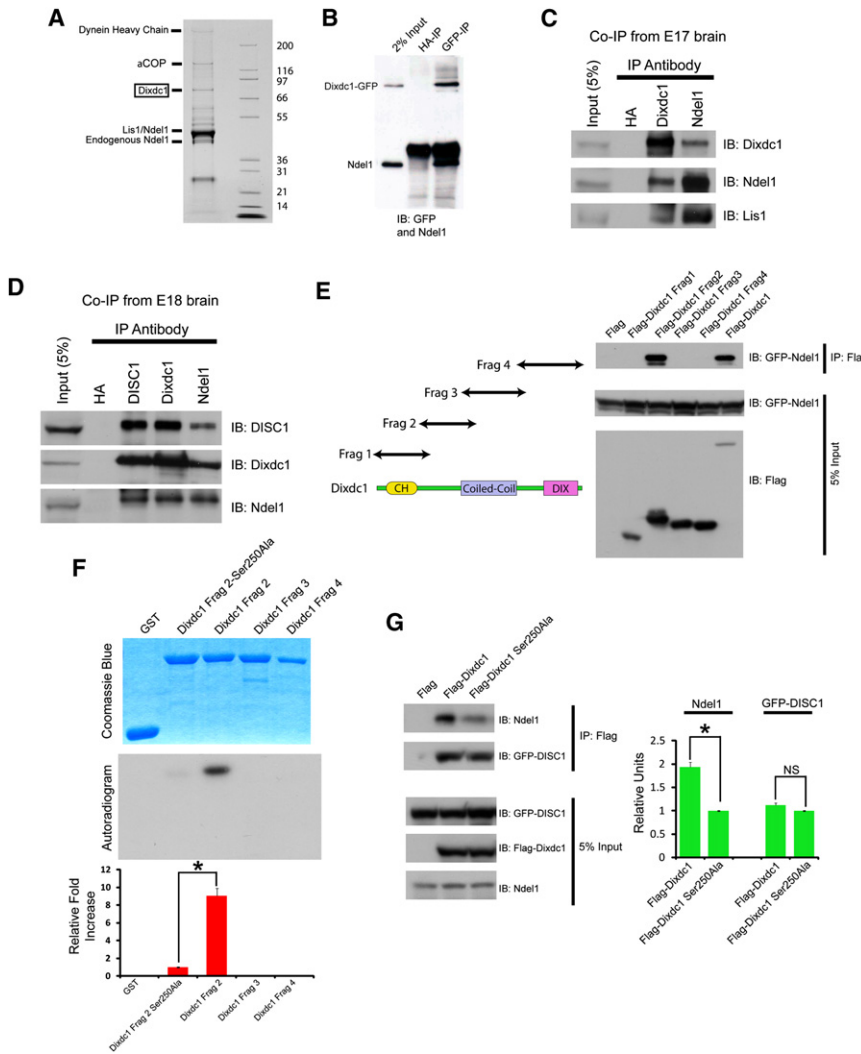 A
Dynein Heavy Chain
aCOP
Dixdc1
Lis1/Ndel1
Endogenous Ndel1
200
116
97
66
55
36
31
21
14
B
2% Input
HA-IP
GFP-IP
Dixdc1-GFP
Ndel1
IB: GFP
and Ndel1
C
Co-IP from E17 brain
IP Antibody
Input (5%)
HA
Dixdc1
Ndel1
IB: Dixdc1
IB: Ndel1
IB: Lis1
D
Co-IP from E18 brain
IP Antibody
Input (5%)
HA
DISC1
Dixdc1
Ndel1
IB: DISC1
IB: Dixdc1
IB: Ndel1
E
Frag 4
Frag 3
Frag 2
Frag 1
Dixdc1
CH
Coiled-Coil
DIX
Flag
Flag-Dixdc1 Frag1
Flag-Dixdc1 Frag2
Flag-Dixdc1 Frag3
Flag-Dixdc1 Frag4
Flag-Dixdc1
IB: GFP-Ndel1
IP: Fla
IB: GFP-Ndel1
IB: Flag
5% Input
F
GST
Dixdc1 Frag 2-Ser250Ala
Dixdc1 Frag 2
Dixdc1 Frag 3
Dixdc1 Frag 4
Coomassie Blue
Autoradiogram
Relative Fold
Increase
12
10
8
6
4
2
0
*
GST
Dixdc1 Frag 2 Ser250Ala
Dixdc1 Frag 2
Dixdc1 Frag 3
Dixdc1 Frag 4
G
Flag
Flag-Dixdc1
Flag-Dixdc1 Ser250Ala
IB: Ndel1
IB: GFP-DISC1
IP: Flag
IB: GFP-DISC1
IB: Flag-Dixdc1
IB: Ndel1
5% Input
Ndel1
GFP-DISC1
*
NS
Relative Units
2.5
2
1.5
1
0.5
0
Flag-Dixdc1
Flag-Dixdc1 Ser250Ala
Flag-Dixdc1
Flag-Dixdc1 Ser250Ala